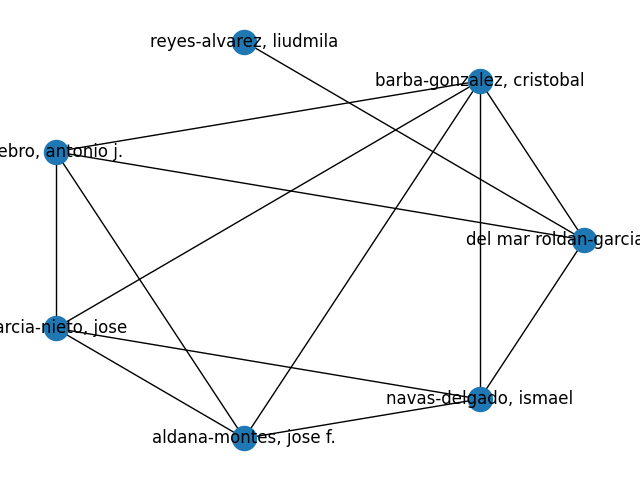 reyes-alvarez, liudmila
barba-gonzalez, cristobal
ebro, antonio j.
del mar roldan-garcia
arcia-nieto, jose
navas-delgado, ismael
aldana-montes, jose f.